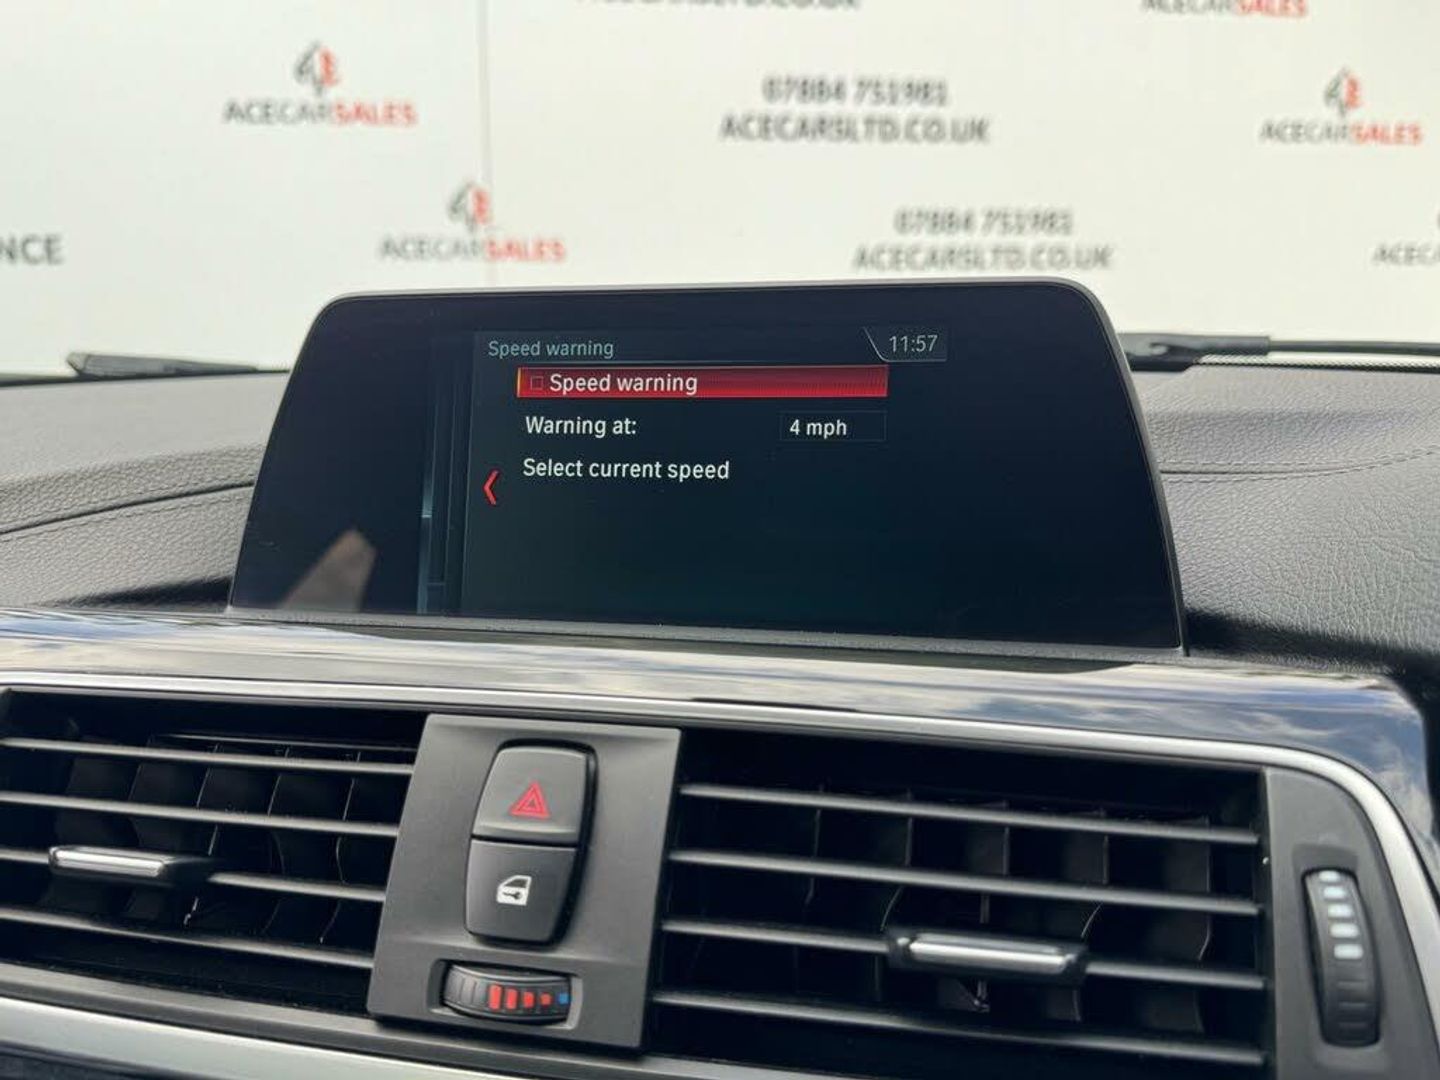 ACECARSALES
07884 751981
ACECARSLTD.CO.UK
ACECARSALES
ACECARSALES
07884 751981
ACECARSLTD.CO.UK
NCE
Speed warning
11:57
Speed warning
Warning at:
4 mph
Select current speed